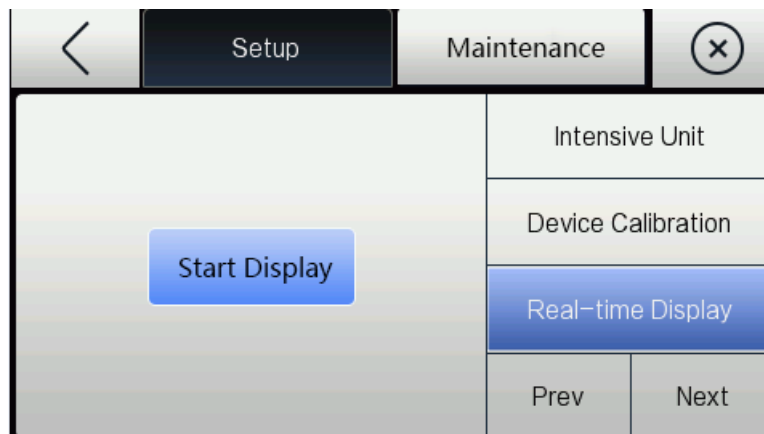 Setup
Maintenance
Intensive Unit
Device Calibration
Start Display
Real-time Display
Prev
Next